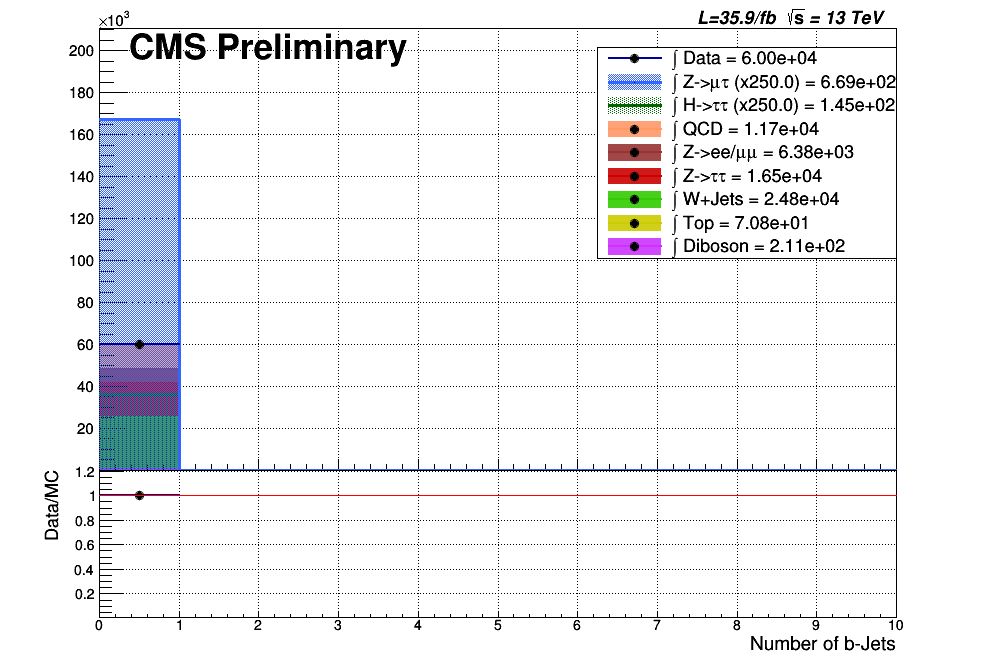 ×10³ L=35.9/fb √s = 13 TeV
CMS Preliminary
200
180
160
140
120
100
80
60
40
20
∫ Data = 6.00e+04
∫ Z->μτ (x250.0) = 6.69e+02
∫ H->ττ (x250.0) = 1.45e+02
∫ QCD = 1.17e+04
∫ Z->ee/μμ = 6.38e+03
∫ Z->ττ = 1.65e+04
∫ W+Jets = 2.48e+04
∫ Top = 7.08e+01
∫ Diboson = 2.11e+02
Data/MC
1.2
1
0.8
0.6
0.4
0.2
0 1 2 3 4 5 6 7 8 9 10
Number of b-Jets